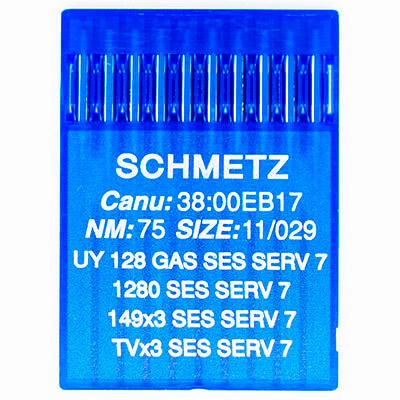 SCHMETZ
Canu: 38:00EB17
NM: 75 SIZE: 11/029
UY 128 GAS SES SERV 7
1280 SES SERV 7
149x3 SES SERV 7
TVx3 SES SERV 7